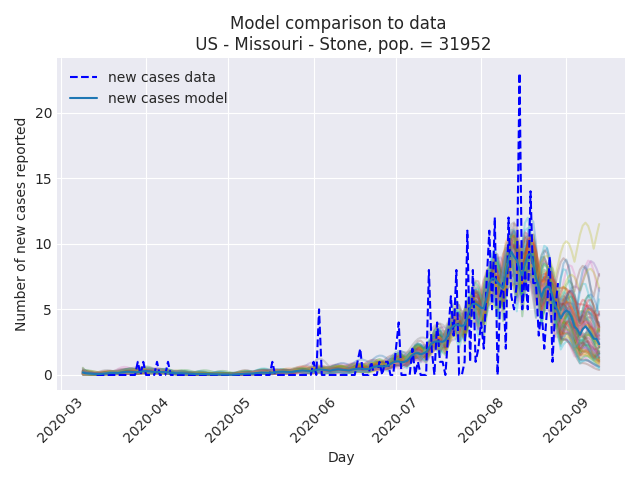 Model comparison to data
US - Missouri - Stone, pop. = 31952
new cases data
new cases model
Number of new cases reported
20
15
10
5
0
2020-03
2020-04
2020-05
2020-06
2020-07
2020-08
2020-09
Day